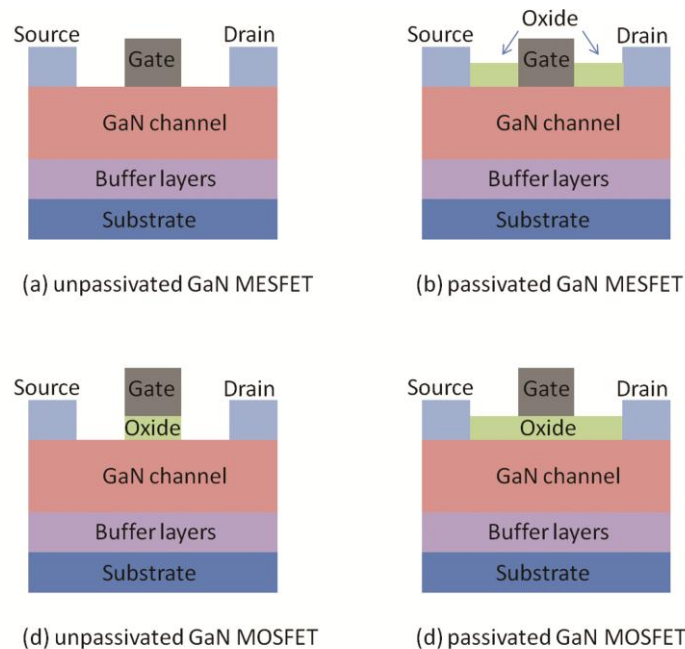 Source
Gate
Drain
GaN channel
Buffer layers
Substrate
(a) unpassivated GaN MESFET
Oxide
Source
Gate
Drain
GaN channel
Buffer layers
Substrate
(b) passivated GaN MESFET
Source
Gate
Drain
Oxide
GaN channel
Buffer layers
Substrate
(d) unpassivated GaN MOSFET
Source
Gate
Drain
Oxide
GaN channel
Buffer layers
Substrate
(d) passivated GaN MOSFET